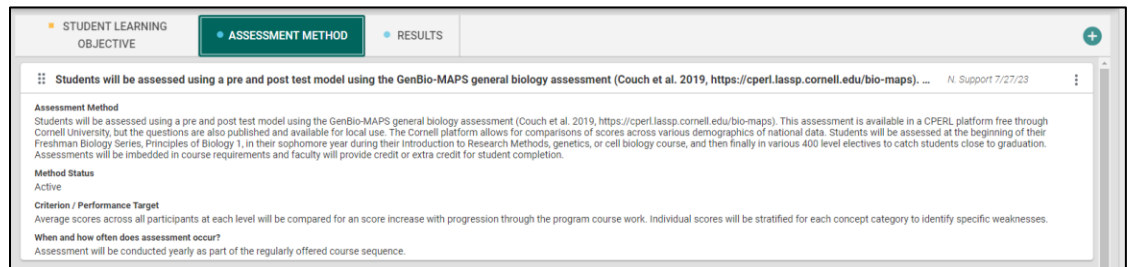 STUDENT LEARNING
OBJECTIVE
ASSESSMENT METHOD
RESULTS
Students will be assessed using a pre and post test model using the GenBio-MAPS general biology assessment (Couch et al. 2019, https://cperl.lassp.cornell.edu/bio-maps). ...
N. Support 7/27/23
Assessment Method
Students will be assessed using a pre and post test model using the GenBio-MAPS general biology assessment (Couch et al. 2019, https://cperl.lassp.cornell.edu/bio-maps). This assessment is available in a CPERL platform free through
Cornell University, but the questions are also published and available for local use. The Cornell platform allows for comparisons of scores across various demographics of national data. Students will be assessed at the beginning of their
Freshman Biology Series, Principles of Biology 1, in their sophomore year during their Introduction to Research Methods, genetics, or cell biology course, and then finally in various 400 level electives to catch students close to graduation.
Assessments will be imbedded in course requirements and faculty will provide credit or extra credit for student completion.
Method Status
Active
Criterion / Performance Target
Average scores across all participants at each level will be compared for an score increase with progression through the program course work. Individual scores will be stratified for each concept category to identify specific weaknesses.
When and how often does assessment occur?
Assessment will be conducted yearly as part of the regularly offered course sequence.